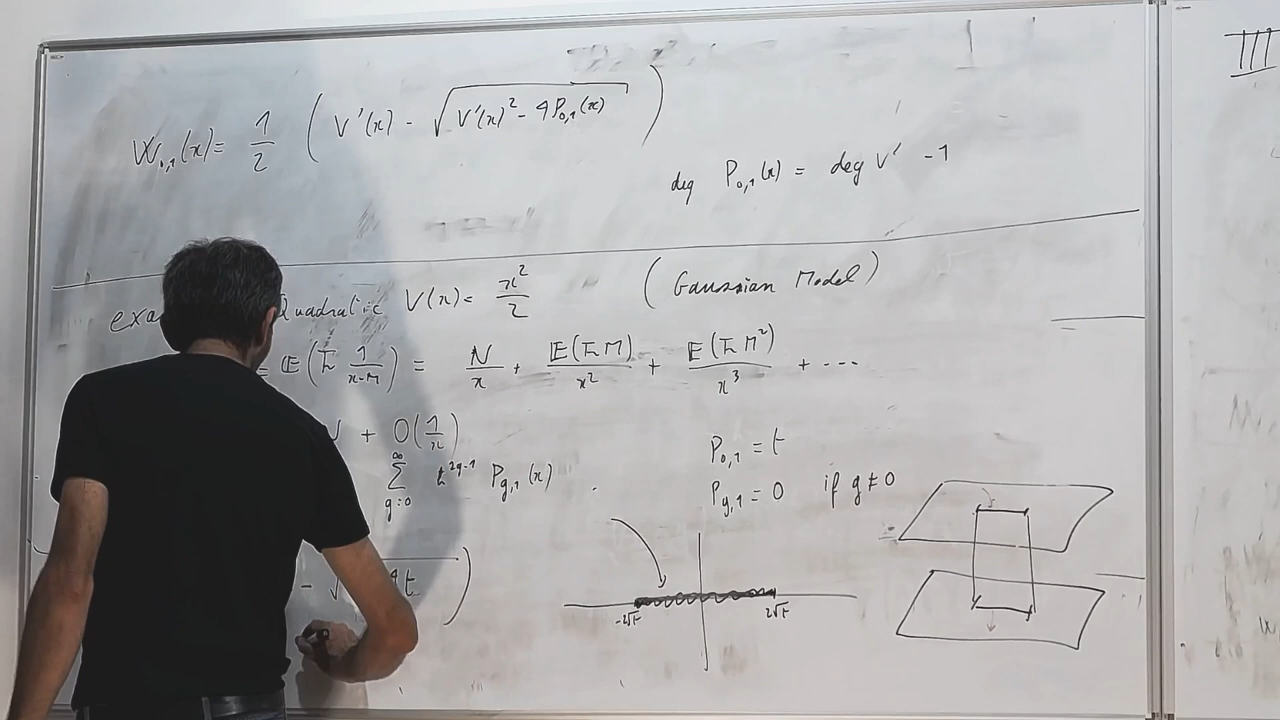 W₀,₁(x) = 1/2 ( V'(x) - √(V'(x)² - 4P₀,₁(x)) )
deg P₀,₁(x) = deg V' - 1
Quadratic V(x) = x²/2 (Gaussian Model)
= E(Tr 1/(x-M)) = N/x + E(Tr M)/x² + E(Tr M²)/x³ + ...
+ O(1/x)
P₀,₁ = t
∑_{g=0}^{∞} t^{2g-1} P_{g,1}(x) .
P_{g,1} = 0 if g ≠ 0
- √ 4t )
-2√t 2√t
III